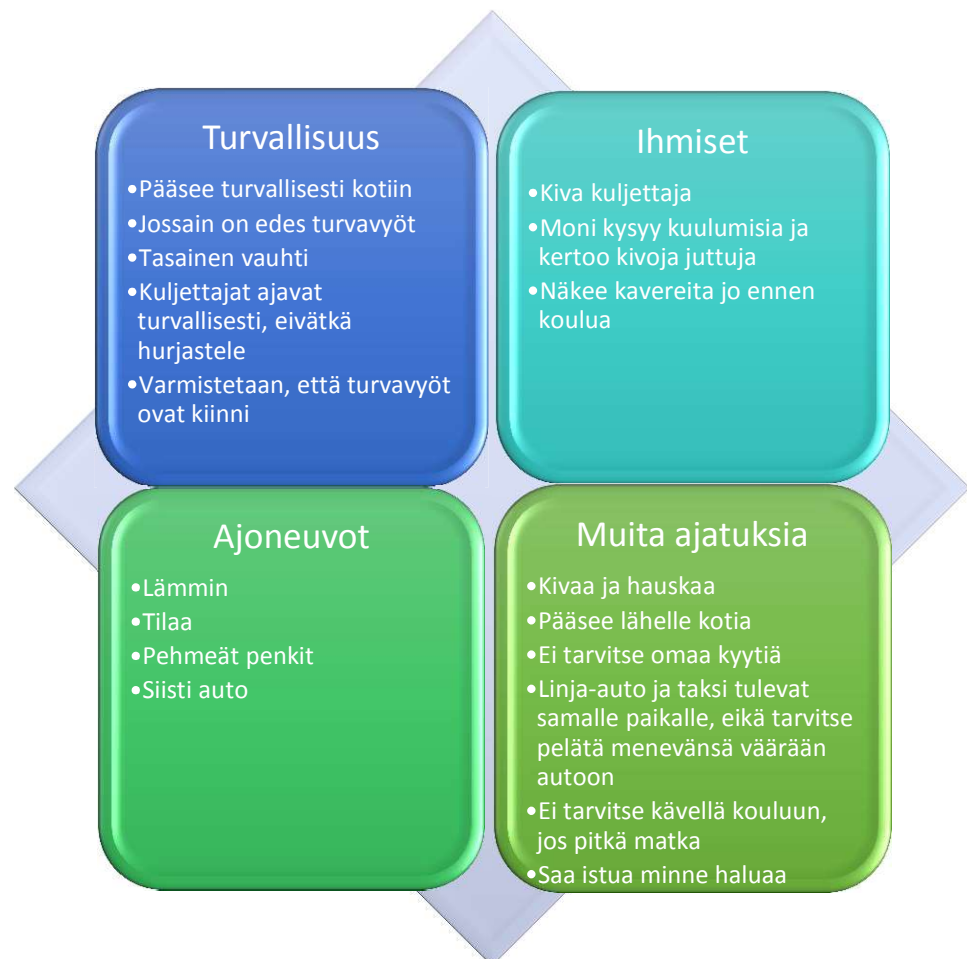 Turvallisuus
•Pääsee turvallisesti kotiin
•Jossain on edes turvavyöt
•Tasainen vauhti
•Kuljettajat ajavat
turvallisesti, eivätkä
hurjastele
•Varmistetaan, että turvavyöt
ovat kiinni
Ihmiset
•Kiva kuljettaja
•Moni kysyy kuulumisia ja
kertoo kivoja juttuja
•Näkee kavereita jo ennen
koulua
Ajoneuvot
•Lämmin
•Tilaa
•Pehmeät penkit
•Siisti auto
Muita ajatuksia
•Kivaa ja hauskaa
•Pääsee lähelle kotia
•Ei tarvitse omaa kyytiä
•Linja-auto ja taksi tulevat
samalle paikalle, eikä tarvitse
pelätä menevänsä väärään
autoon
•Ei tarvitse kävellä kouluun,
jos pitkä matka
•Saa istua minne haluaa